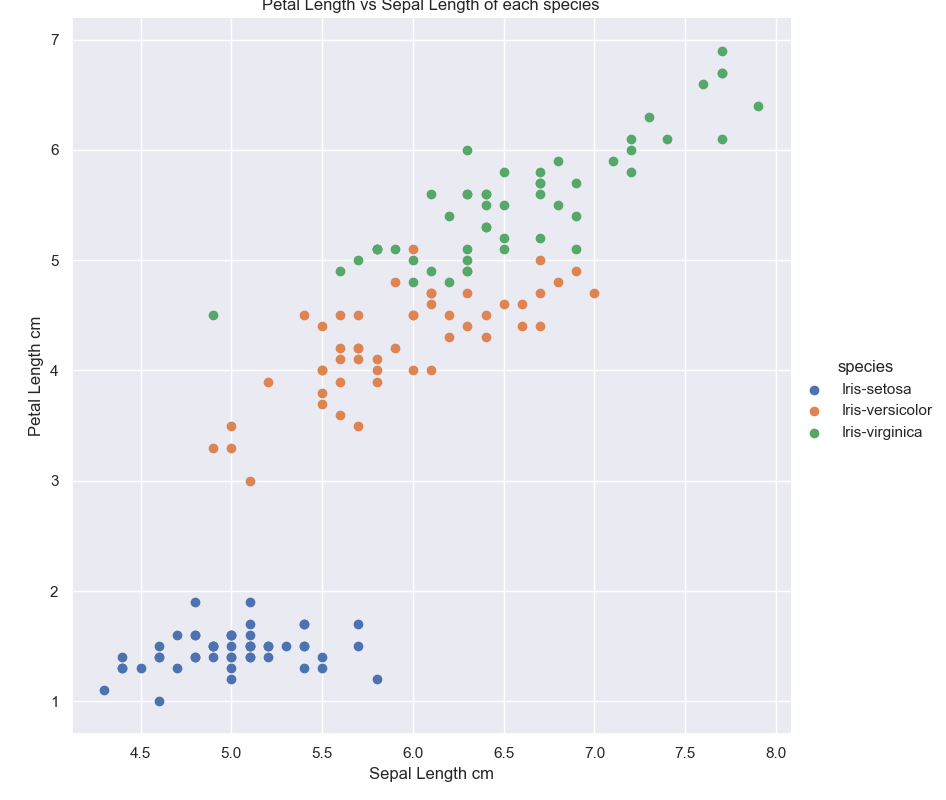 Petal Length vs Sepal Length of each species
7
6
5
4
3
2
1
Petal Length cm
4.5 5.0 5.5 6.0 6.5 7.0 7.5 8.0
Sepal Length cm
species
Iris-setosa
Iris-versicolor
Iris-virginica